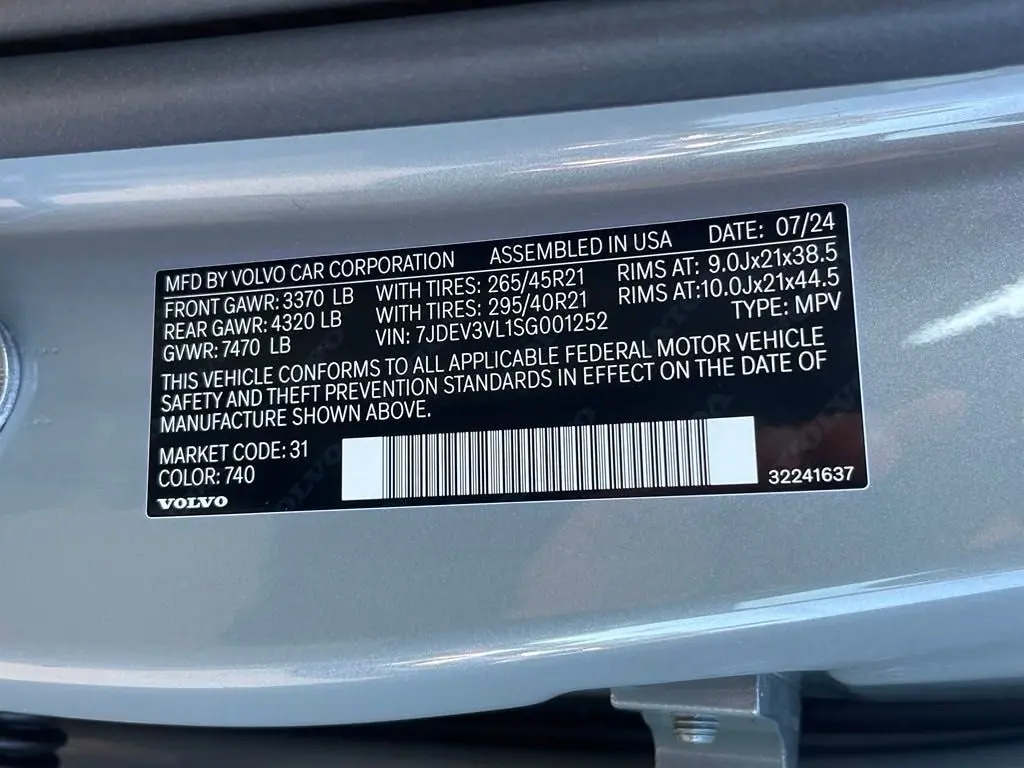 MFD BY VOLVO CAR CORPORATION ASSEMBLED IN USA DATE: 07/24
FRONT GAWR: 3370 LB WITH TIRES: 265/45R21 RIMS AT: 9.0Jx21x38.5
REAR GAWR: 4320 LB WITH TIRES: 295/40R21 RIMS AT:10.0Jx21x44.5
GVWR: 7470 LB VIN: 7JDEV3VL1SG001252 TYPE: MPV
THIS VEHICLE CONFORMS TO ALL APPLICABLE FEDERAL MOTOR VEHICLE
SAFETY AND THEFT PREVENTION STANDARDS IN EFFECT ON THE DATE OF
MANUFACTURE SHOWN ABOVE.
MARKET CODE: 31
COLOR: 740
VOLVO 32241637